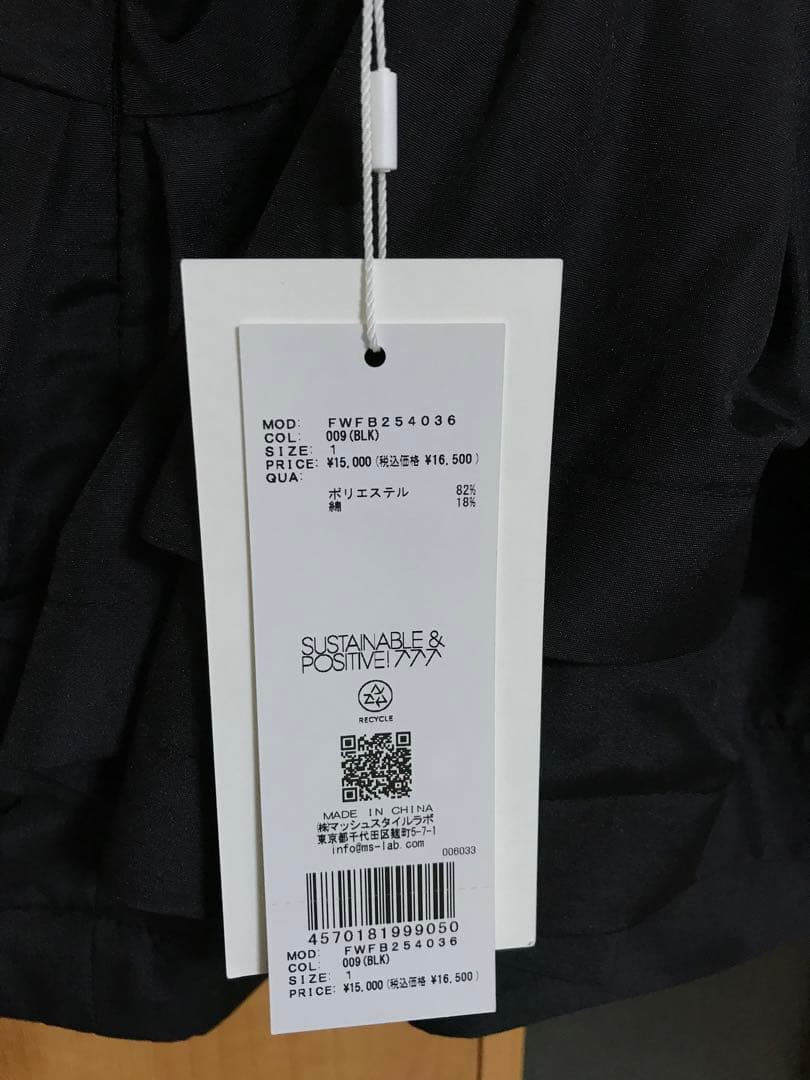 MOD: FWFB254036
COL: 009(BLK)
SIZE: 1
PRICE: ¥15,000(税込価格 ¥16,500)
QUA:
ポリエステル 82%
綿 18%
SUSTAINABLE &
POSITIVE!
RECYCLE
MADE IN CHINA
㈱マッシュスタイルラボ
東京都千代田区麹町5-7-1
info@ms-lab.com
006033
4570181999050
MOD: FWFB254036
COL: 009(BLK)
SIZE: 1
PRICE: ¥15,000(税込価格 ¥16,500)